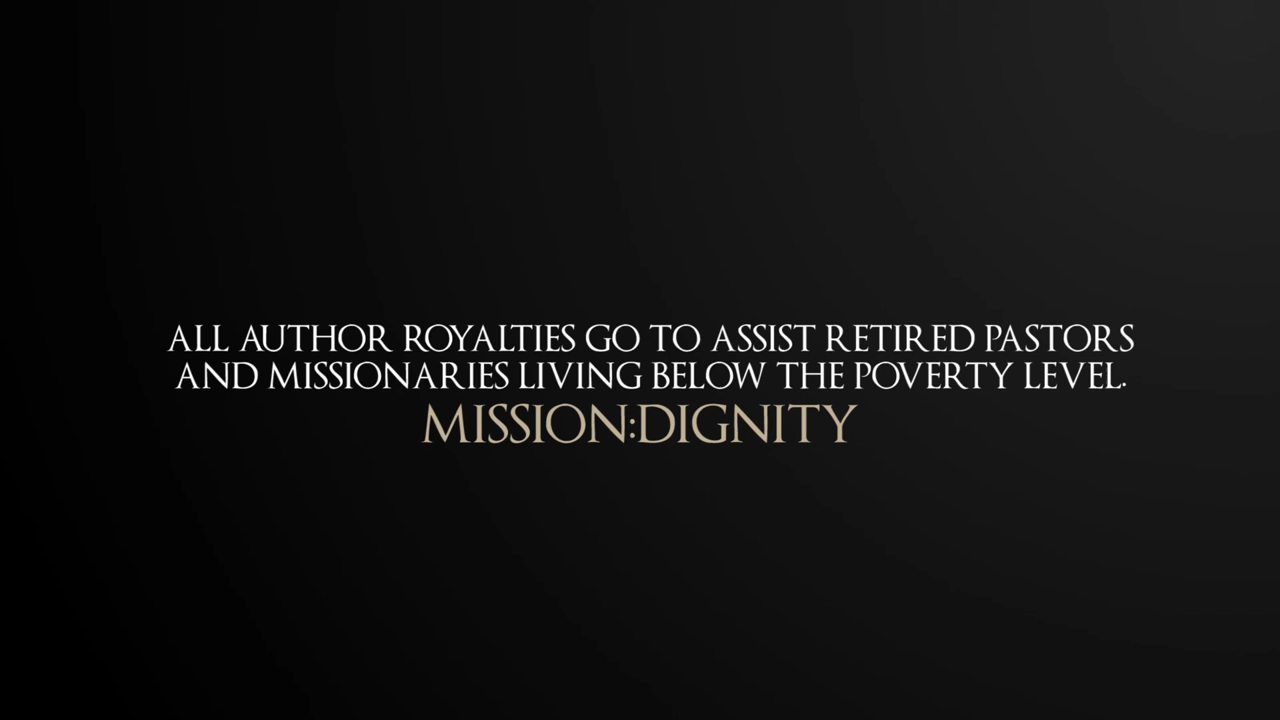 ALL AUTHOR ROYALTIES GO TO ASSIST RETIRED PASTORS
AND MISSIONARIES LIVING BELOW THE POVERTY LEVEL.
MISSION:DIGNITY